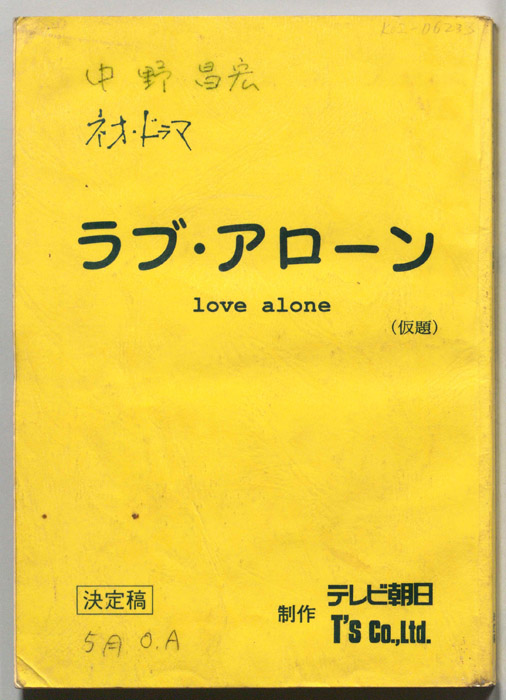 中野昌宏
ネオ・ドラマ
ラブ・アローン
love alone
(仮題)
決定稿
5月 O.A
制作
テレビ朝日
T's Co.,Ltd.